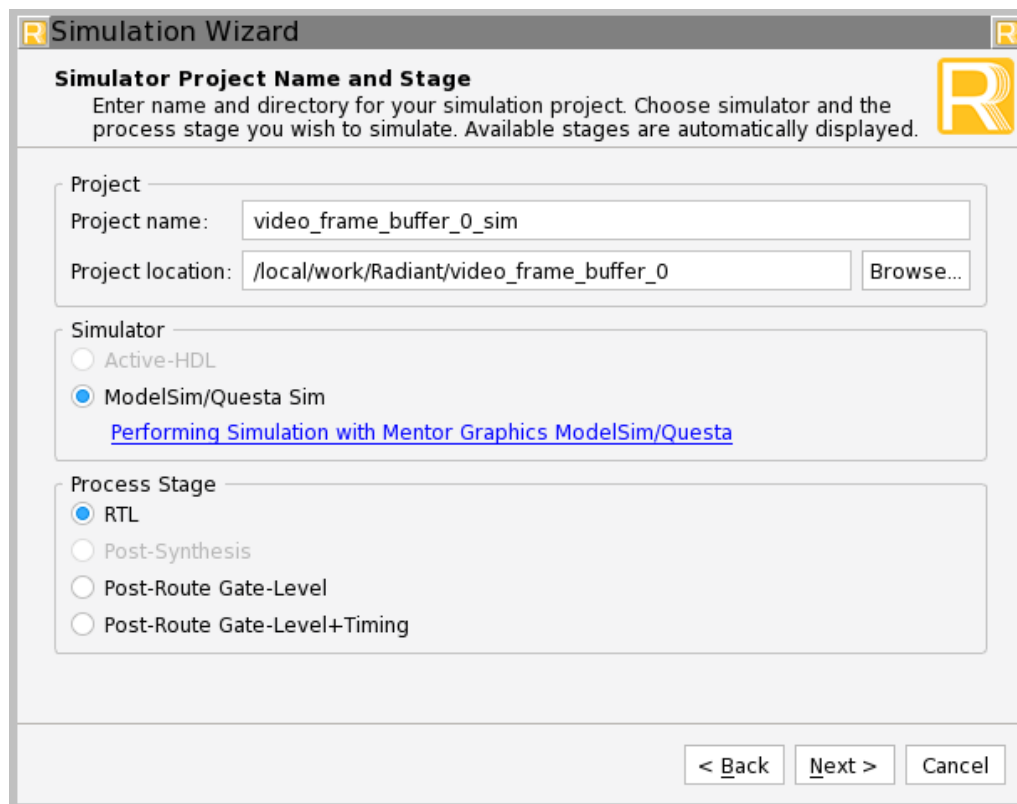 Simulation Wizard
Simulator Project Name and Stage
Enter name and directory for your simulation project. Choose simulator and the
process stage you wish to simulate. Available stages are automatically displayed.
Project
Project name: video_frame_buffer_0_sim
Project location: /local/work/Radiant/video_frame_buffer_0 Browse...
Simulator
Active-HDL
ModelSim/Questa Sim
Performing Simulation with Mentor Graphics ModelSim/Questa
Process Stage
RTL
Post-Synthesis
Post-Route Gate-Level
Post-Route Gate-Level+Timing
< Back Next > Cancel